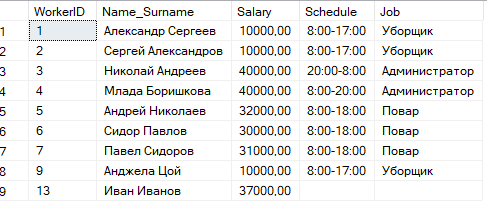 WorkerID Name_Surname Salary Schedule Job
1 1 Александр Сергеев 10000,00 8:00-17:00 Уборщик
2 2 Сергей Александров 10000,00 8:00-17:00 Уборщик
3 3 Николай Андреев 40000,00 20:00-8:00 Администратор
4 4 Млада Боришкова 40000,00 8:00-20:00 Администратор
5 5 Андрей Николаев 32000,00 8:00-18:00 Повар
6 6 Сидор Павлов 30000,00 8:00-18:00 Повар
7 7 Павел Сидоров 31000,00 8:00-18:00 Повар
8 9 Анджела Цой 10000,00 8:00-17:00 Уборщик
9 13 Иван Иванов 37000,00